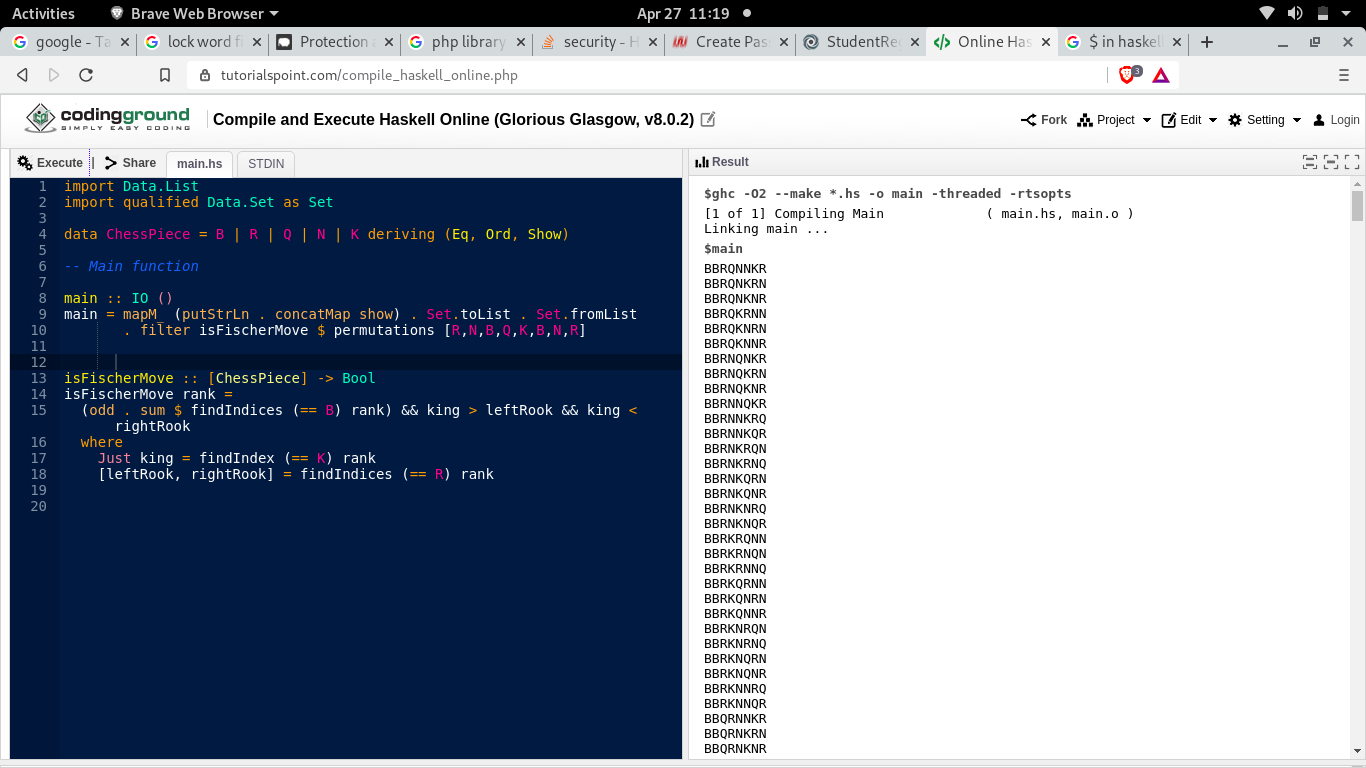 Activities Brave Web Browser Apr 27 11:19
google - Ta lock word fi Protection a php library security - H Create Pas StudentReg Online Has $ in haskell
tutorialspoint.com/compile_haskell_online.php 3
codingground Compile and Execute Haskell Online (Glorious Glasgow, v8.0.2) Fork Project Edit Setting Login
SIMPLY EASY CODING
Execute | Share main.hs STDIN
1 import Data.List
2 import qualified Data.Set as Set
3
4 data ChessPiece = B | R | Q | N | K deriving (Eq, Ord, Show)
5
6 -- Main function
7
8 main :: IO ()
9 main = mapM_ (putStrLn . concatMap show) . Set.toList . Set.fromList
10 . filter isFischerMove $ permutations [R,N,B,Q,K,B,N,R]
11
12
13 isFischerMove :: [ChessPiece] -> Bool
14 isFischerMove rank =
15 (odd . sum $ findIndices (== B) rank) && king > leftRook && king <
rightRook
16 where
17 Just king = findIndex (== K) rank
18 [leftRook, rightRook] = findIndices (== R) rank
19
20
Result
$ghc -O2 --make *.hs -o main -threaded -rtsopts
[1 of 1] Compiling Main ( main.hs, main.o )
Linking main ...
$main
BBRQNNKR
BBRQNKRN
BBRQNKNR
BBRQKRNN
BBRQKNRN
BBRQKNNR
BBRNQNKR
BBRNQKRN
BBRNQKNR
BBRNNQKR
BBRNNKRQ
BBRNNKQR
BBRNKRQN
BBRNKRNQ
BBRNKQRN
BBRNKQNR
BBRNKNRQ
BBRNKNQR
BBRKRQNN
BBRKRNQN
BBRKRNNQ
BBRKQRNN
BBRKQNRN
BBRKQNNR
BBRKNRQN
BBRKNRNQ
BBRKNQRN
BBRKNQNR
BBRKNNRQ
BBRKNNQR
BBQRNNKR
BBQRNKRN
BBQRNKNR